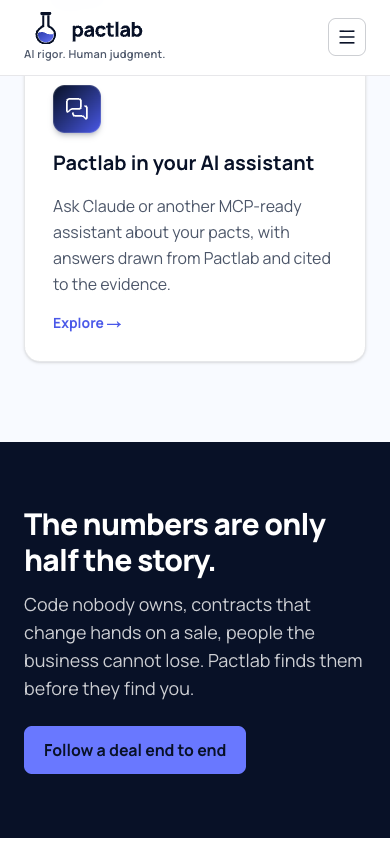 pactlab
AI rigor. Human judgment.
Pactlab in your AI assistant
Ask Claude or another MCP-ready
assistant about your pacts, with
answers drawn from Pactlab and cited
to the evidence.
Explore →
The numbers are only
half the story.
Code nobody owns, contracts that
change hands on a sale, people the
business cannot lose. Pactlab finds them
before they find you.
Follow a deal end to end